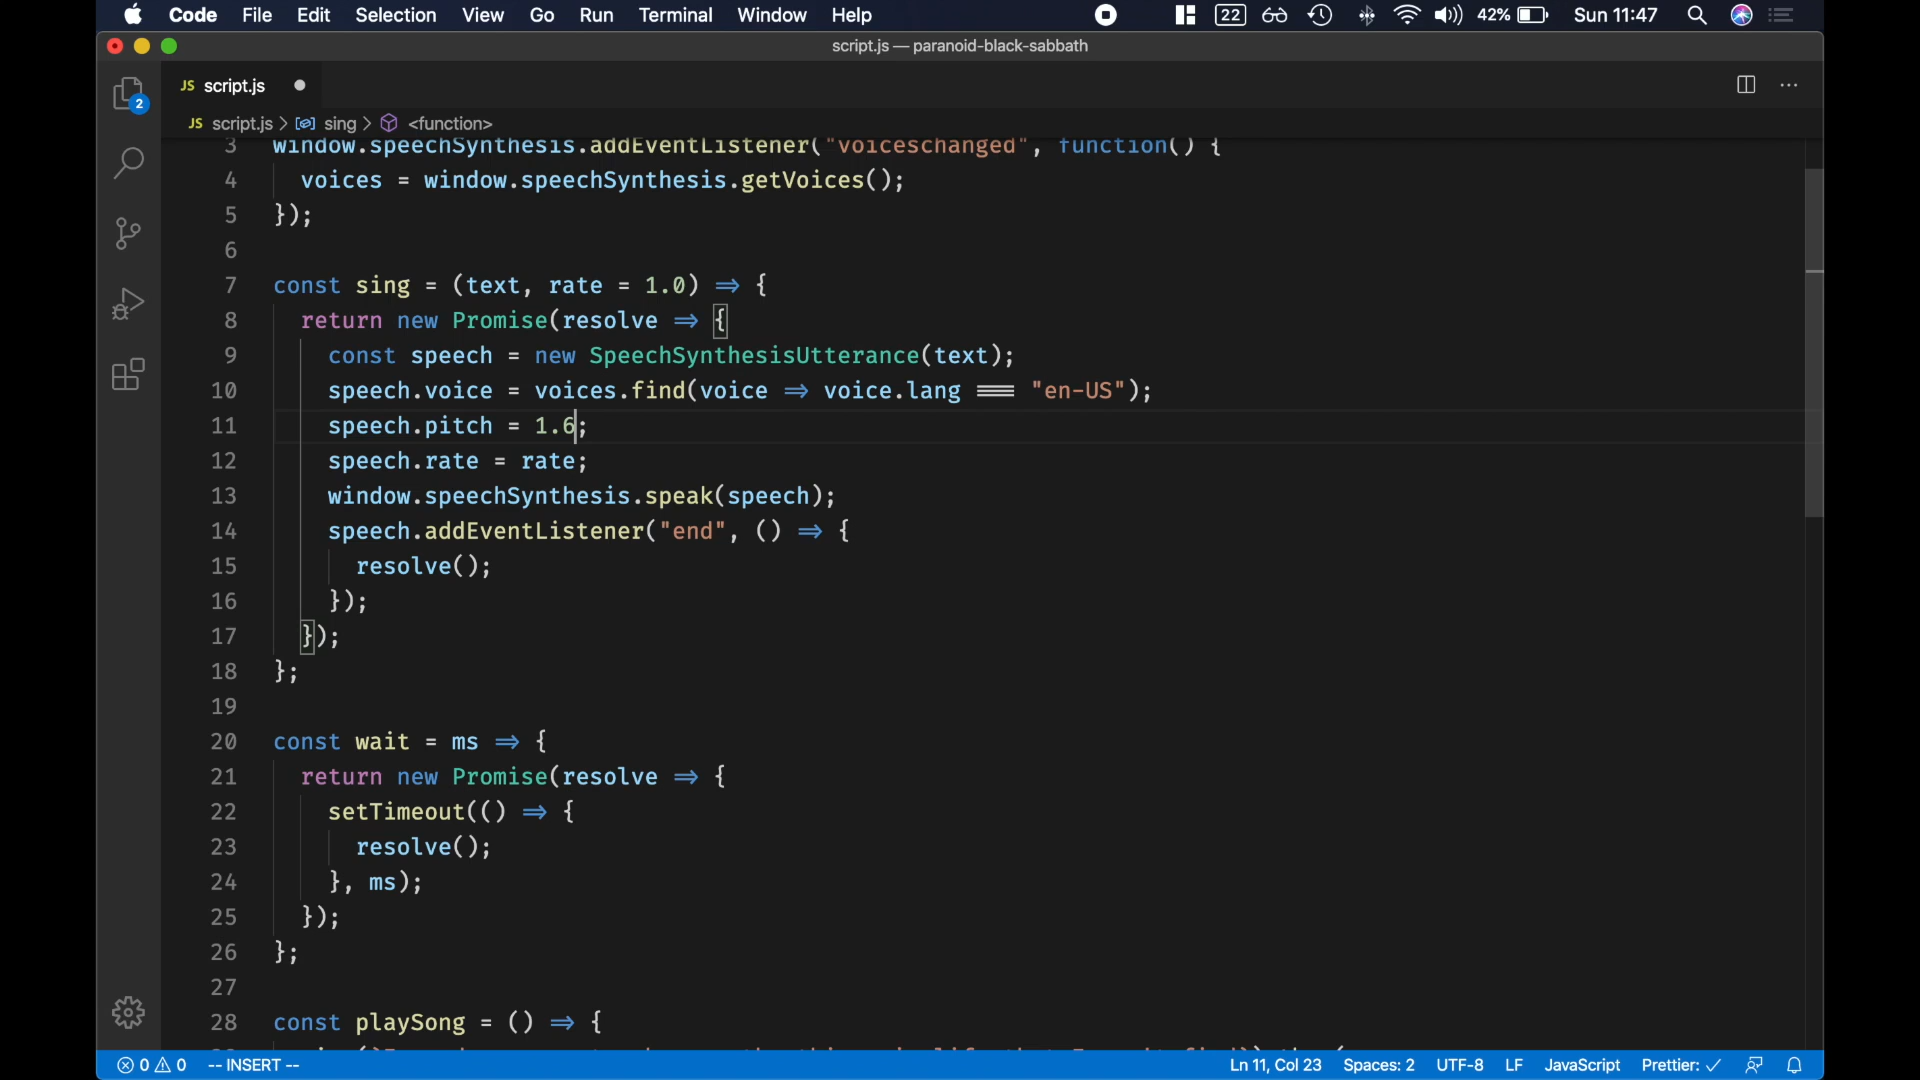 Code File Edit Selection View Go Run Terminal Window Help 22 42% Sun 11:47
script.js — paranoid-black-sabbath
2 JS script.js
JS script.js > sing > <function>
3 window.speechSynthesis.addEventListener("voiceschanged", function() {
4 voices = window.speechSynthesis.getVoices();
5 });
6
7 const sing = (text, rate = 1.0) => {
8 return new Promise(resolve => {
9 const speech = new SpeechSynthesisUtterance(text);
10 speech.voice = voices.find(voice => voice.lang === "en-US");
11 speech.pitch = 1.6;
12 speech.rate = rate;
13 window.speechSynthesis.speak(speech);
14 speech.addEventListener("end", () => {
15 resolve();
16 });
17 });
18 };
19
20 const wait = ms => {
21 return new Promise(resolve => {
22 setTimeout(() => {
23 resolve();
24 }, ms);
25 });
26 };
27
28 const playSong = () => {
0 0 -- INSERT -- Ln 11, Col 23 Spaces: 2 UTF-8 LF JavaScript Prettier: ✓